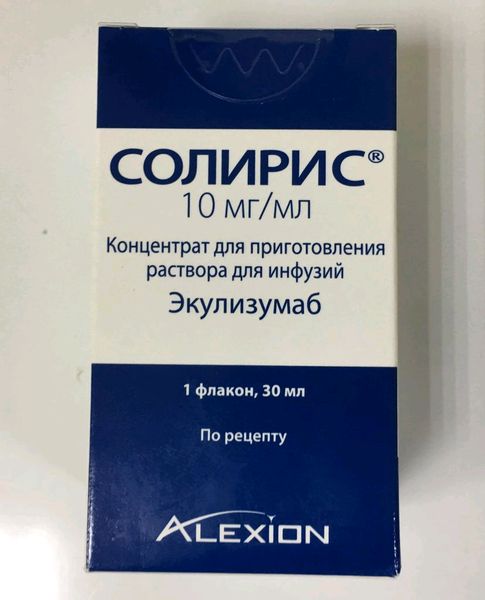 СОЛИРИС®
10 мг/мл
Концентрат для приготовления
раствора для инфузий
Экулизумаб
1 флакон, 30 мл
По рецепту
ALEXION